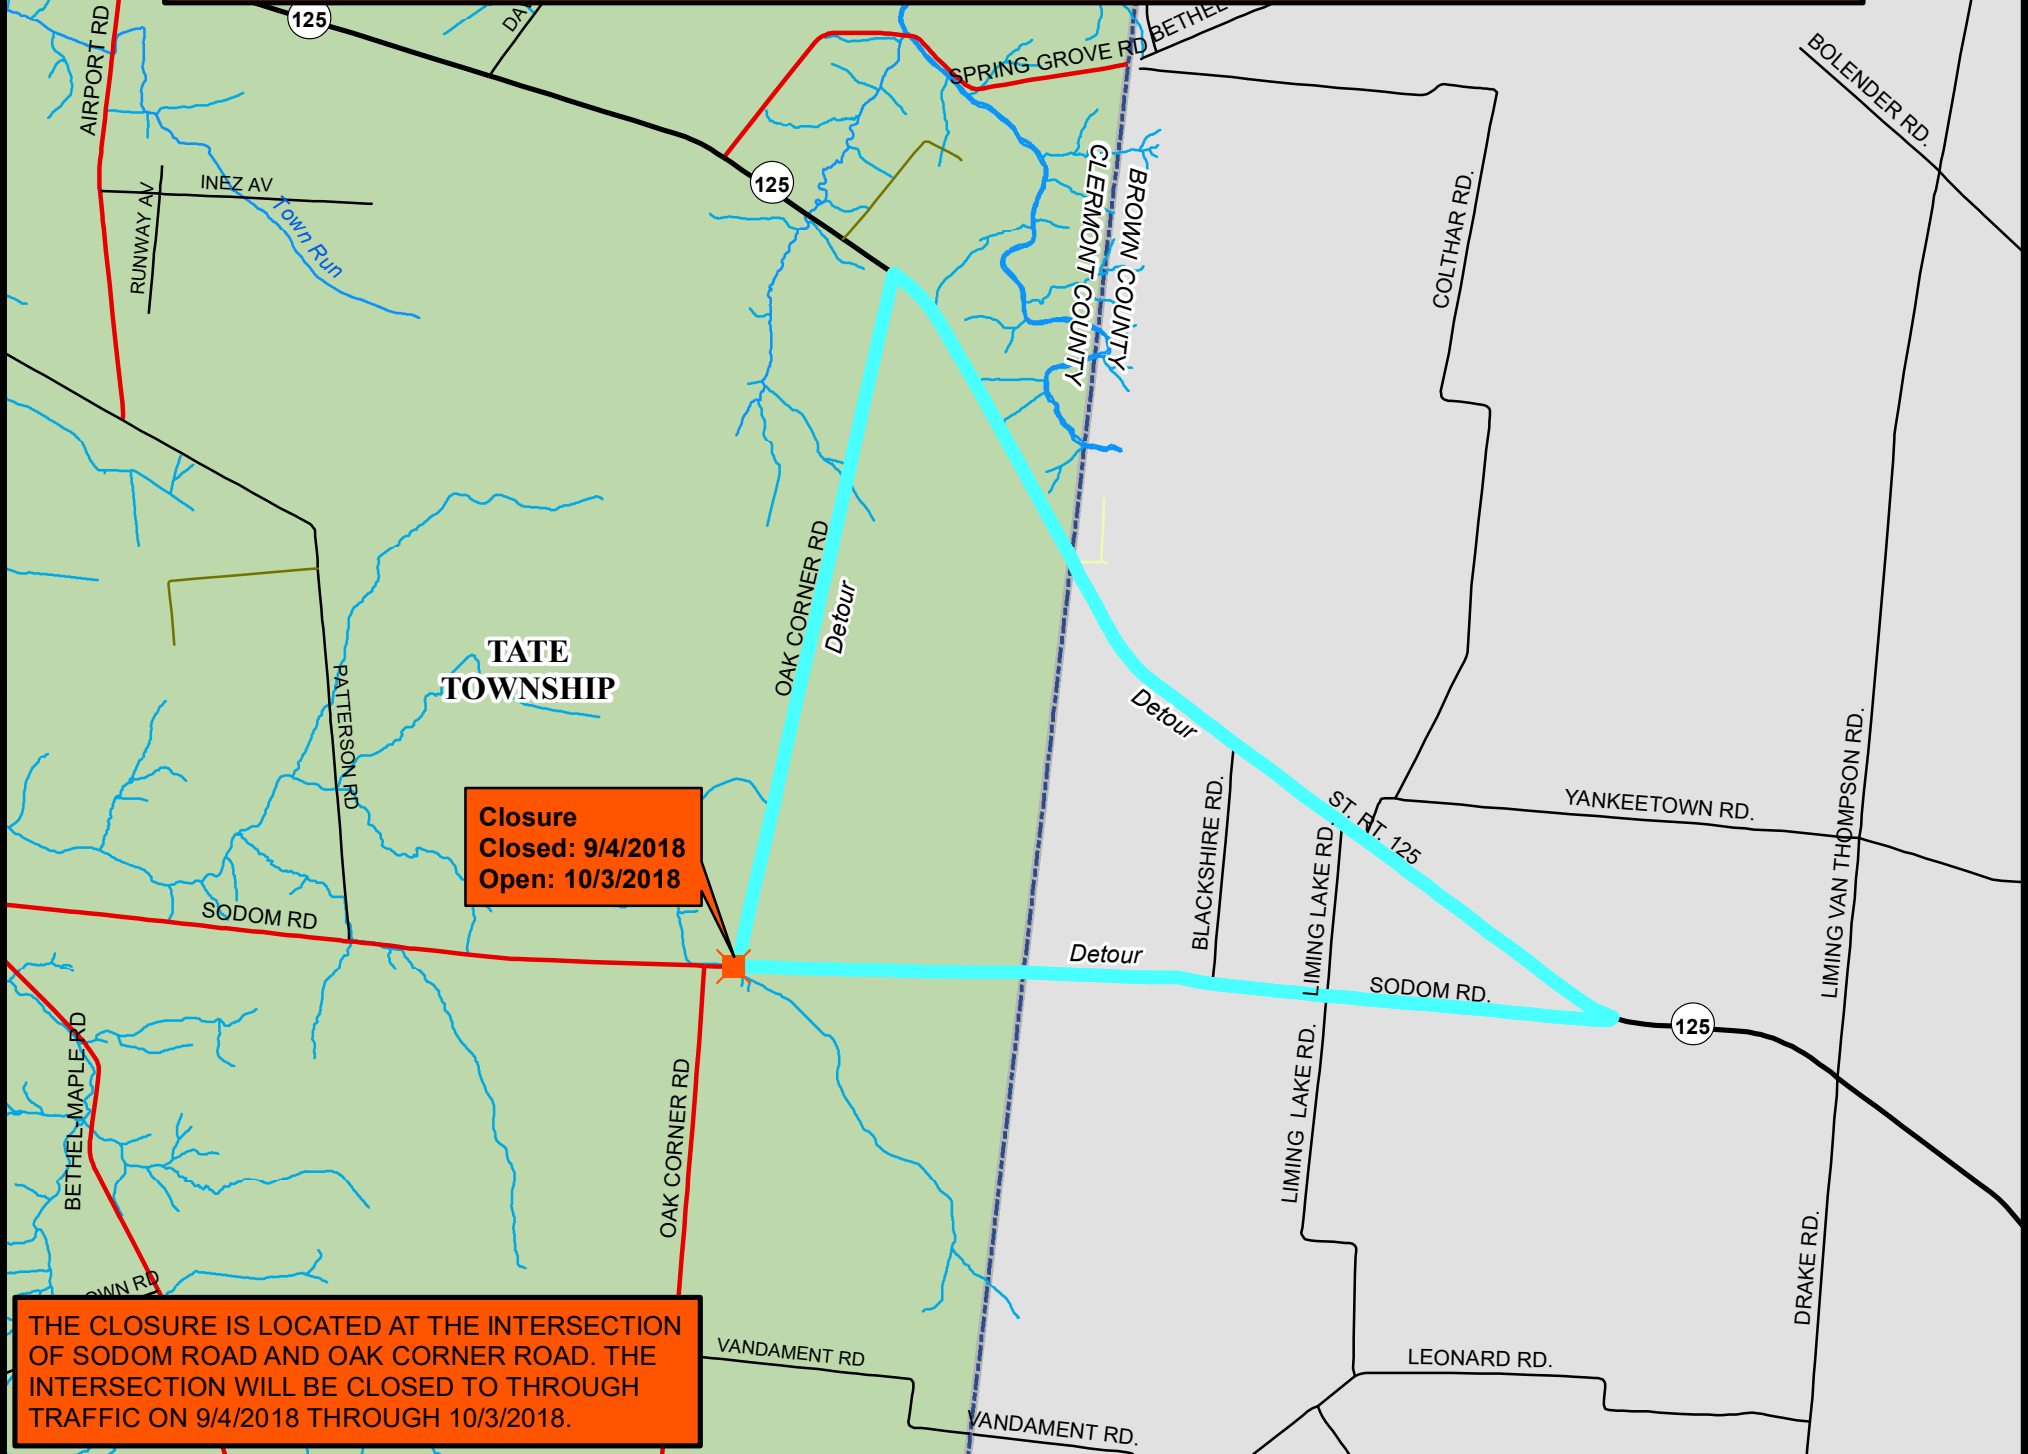 125
AIRPORT RD
DA
SPRING GROVE RD
BETHEL
BOLENDER RD.
INEZ AV
RUNWAY AV
Town Run
125
CLERMONT COUNTY
BROWN COUNTY
COLTHAR RD.
OAK CORNER RD
Detour
TATE
TOWNSHIP
PATTERSON RD
Detour
ST. RT. 125
YANKEETOWN RD.
LIMING VAN THOMPSON RD.
BLACKSHIRE RD.
LIMING LAKE RD.
Closure
Closed: 9/4/2018
Open: 10/3/2018
SODOM RD
Detour
SODOM RD.
125
BETHEL-MAPLE RD
OAK CORNER RD
LIMING LAKE RD.
DRAKE RD.
OWN RD
THE CLOSURE IS LOCATED AT THE INTERSECTION
OF SODOM ROAD AND OAK CORNER ROAD. THE
INTERSECTION WILL BE CLOSED TO THROUGH
TRAFFIC ON 9/4/2018 THROUGH 10/3/2018.
VANDAMENT RD
LEONARD RD.
VANDAMENT RD.